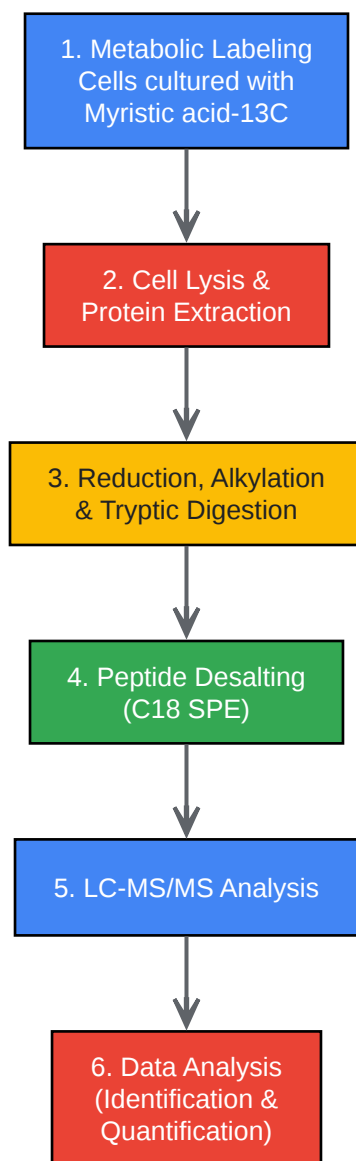 1. Metabolic Labeling
Cells cultured with
Myristic acid-13C
2. Cell Lysis &
Protein Extraction
3. Reduction, Alkylation
& Tryptic Digestion
4. Peptide Desalting
(C18 SPE)
5. LC-MS/MS Analysis
6. Data Analysis
(Identification &
Quantification)